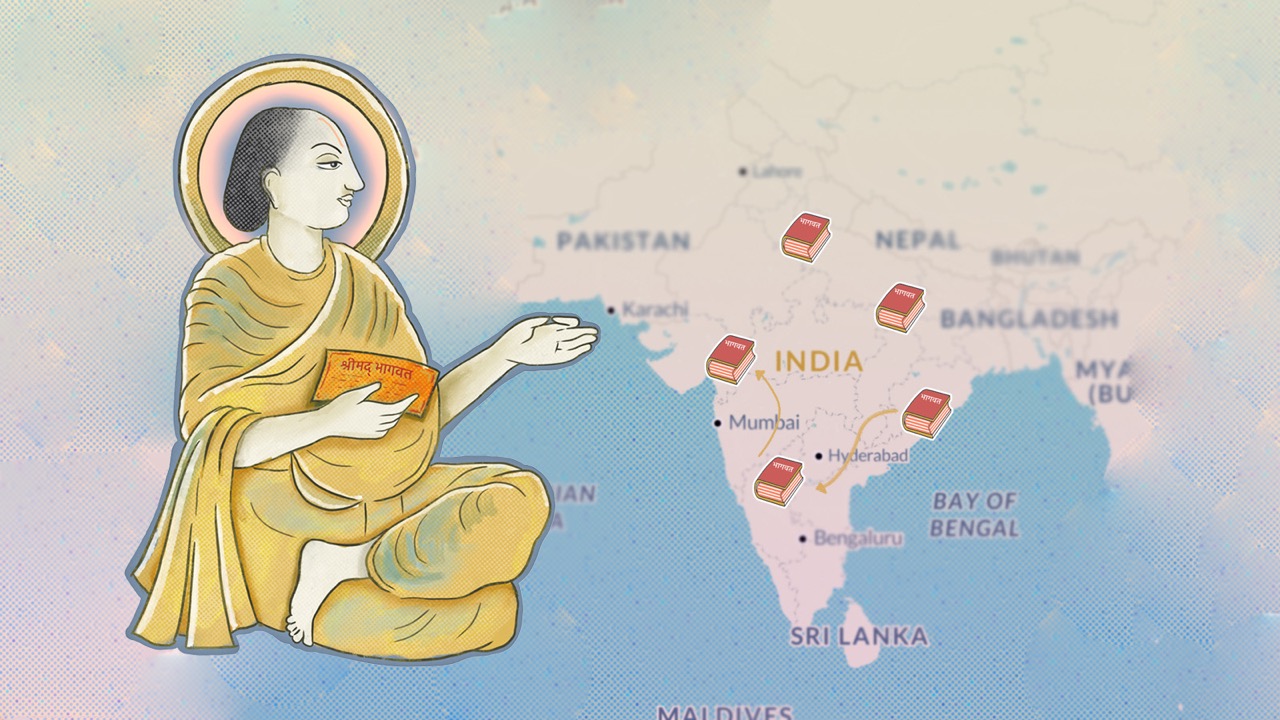 Lahore
भागवत
PAKISTAN
NEPAL
BHUTAN
भागवत
Karachi
BANGLADESH
भागवत
INDIA
श्रीमद् भागवत
MYA
(BU
भागवत
Mumbai
Hyderabad
भागवत
IAN
A
BAY OF
BENGAL
Bengaluru
SRI LANKA
MALDIVES